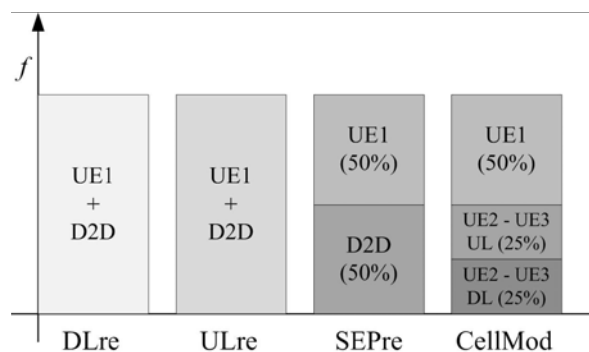 f
UE1
+
D2D
UE1
+
D2D
UE1
(50%)
D2D
(50%)
UE1
(50%)
UE2 - UE3
UL (25%)
UE2 - UE3
DL (25%)
DLre ULre SEPre CellMod